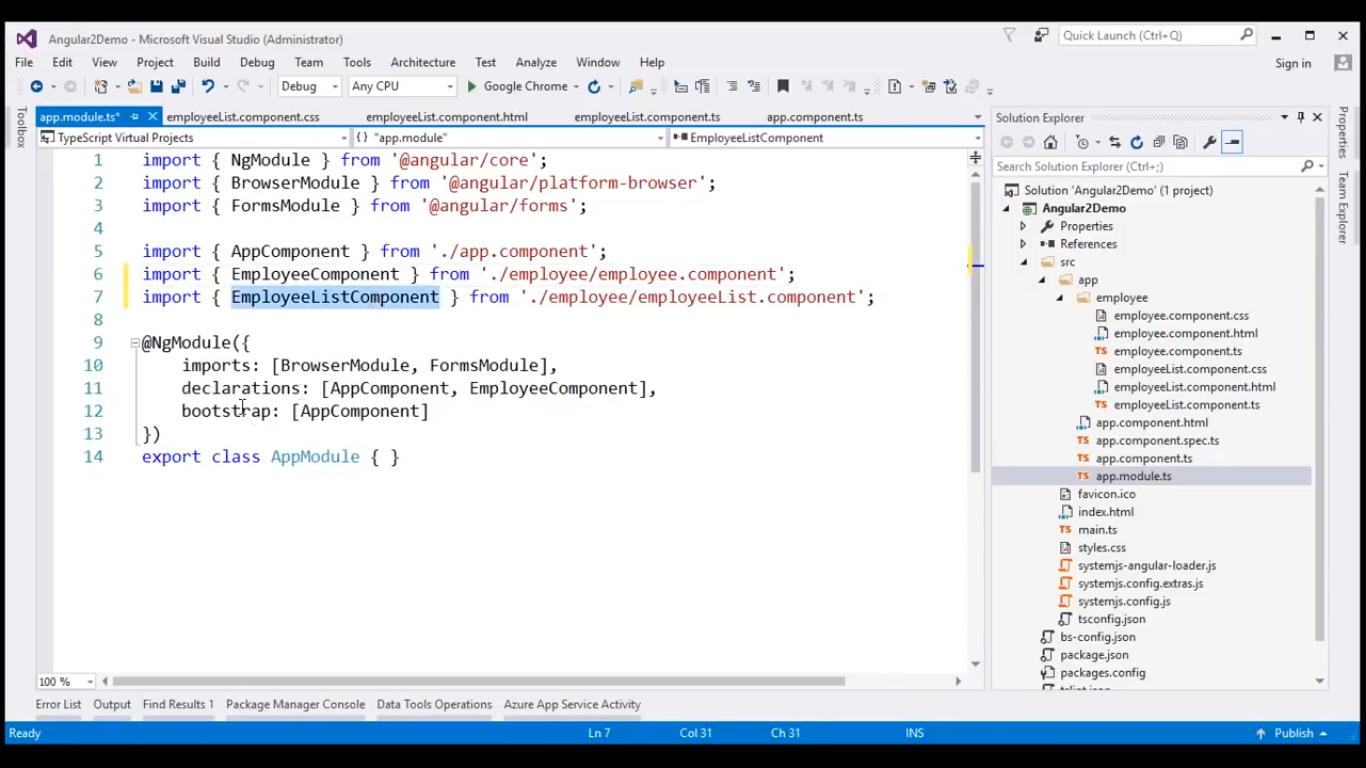 Angular2Demo - Microsoft Visual Studio (Administrator)
Quick Launch (Ctrl+Q)
File Edit View Project Build Debug Team Tools Architecture Test Analyze Window Help
Sign in
Debug Any CPU Google Chrome
Toolbox
app.module.ts* employeeList.component.css employeeList.component.html employeeList.component.ts app.component.ts
TypeScript Virtual Projects {} "app.module" EmployeeListComponent
1 import { NgModule } from '@angular/core';
2 import { BrowserModule } from '@angular/platform-browser';
3 import { FormsModule } from '@angular/forms';
4
5 import { AppComponent } from './app.component';
6 import { EmployeeComponent } from './employee/employee.component';
7 import { EmployeeListComponent } from './employee/employeeList.component';
8
9 @NgModule({
10 imports: [BrowserModule, FormsModule],
11 declarations: [AppComponent, EmployeeComponent],
12 bootstrap: [AppComponent]
13 })
14 export class AppModule { }
100 %
Solution Explorer
Search Solution Explorer (Ctrl+;)
Solution 'Angular2Demo' (1 project)
Angular2Demo
Properties
References
src
app
employee
employee.component.css
employee.component.html
TS employee.component.ts
employeeList.component.css
employeeList.component.html
TS employeeList.component.ts
app.component.html
TS app.component.spec.ts
TS app.component.ts
TS app.module.ts
favicon.ico
index.html
TS main.ts
styles.css
systemjs-angular-loader.js
systemjs.config.extras.js
systemjs.config.js
tsconfig.json
bs-config.json
package.json
packages.config
Properties
Team Explorer
Error List Output Find Results 1 Package Manager Console Data Tools Operations Azure App Service Activity
Ready Ln 7 Col 31 Ch 31 INS Publish